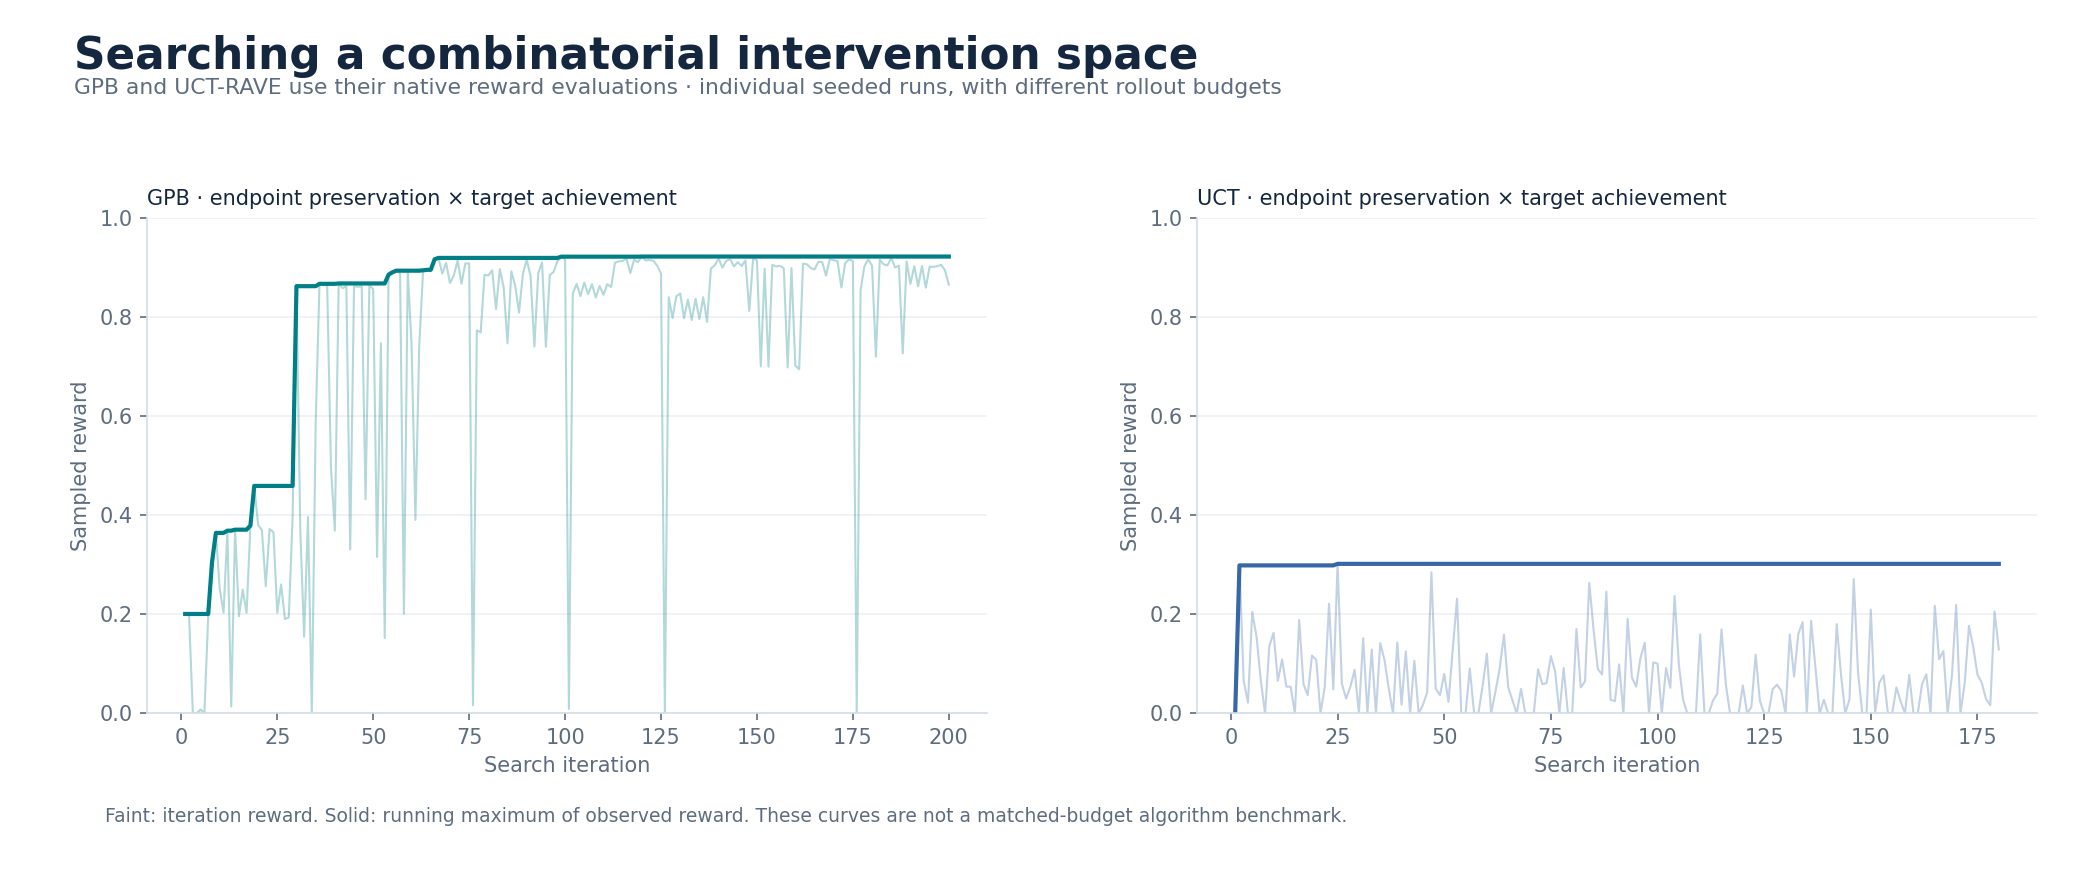 Searching a combinatorial intervention space
GPB and UCT-RAVE use their native reward evaluations · individual seeded runs, with different rollout budgets
GPB · endpoint preservation × target achievement
1.0
0.8
0.6
0.4
0.2
0.0
Sampled reward
0 25 50 75 100 125 150 175 200
Search iteration
UCT · endpoint preservation × target achievement
1.0
0.8
0.6
0.4
0.2
0.0
Sampled reward
0 25 50 75 100 125 150 175
Search iteration
Faint: iteration reward. Solid: running maximum of observed reward. These curves are not a matched-budget algorithm benchmark.